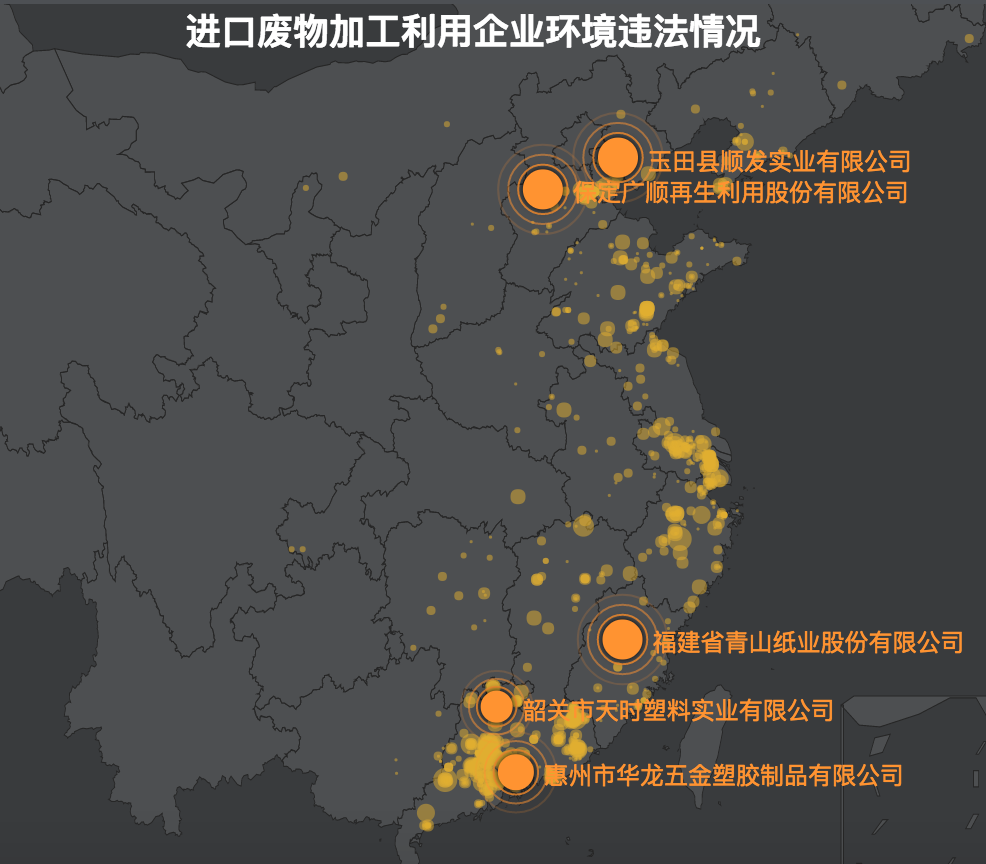 进口废物加工利用企业环境违法情况
玉田县顺发实业有限公司
保定广顺再生利用股份有限公司
福建省青山纸业股份有限公司
韶关市天时塑料实业有限公司
惠州市华龙五金塑胶制品有限公司